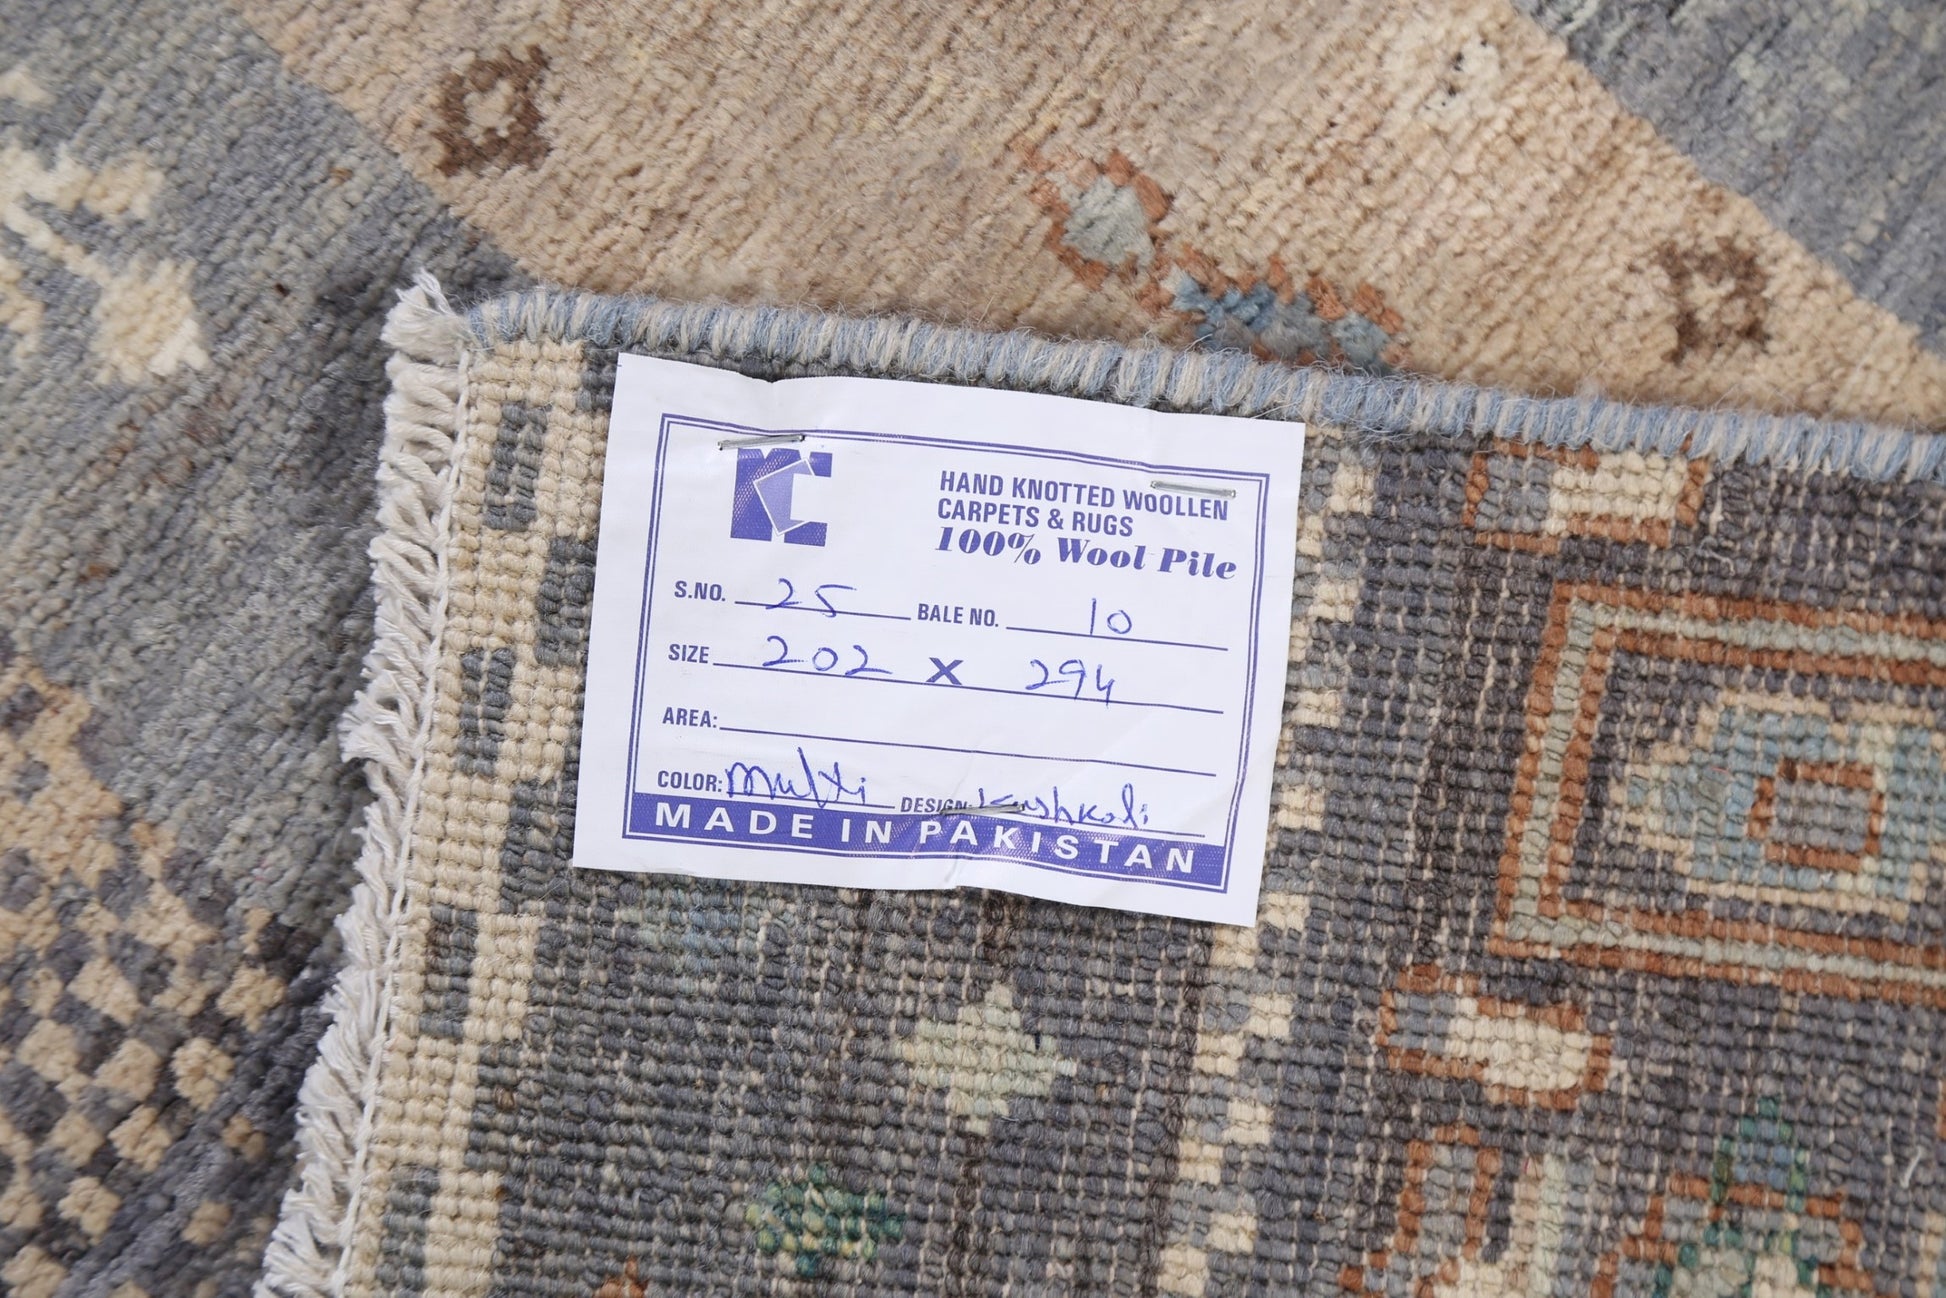 HAND KNOTTED WOOLLEN
CARPETS & RUGS
100% Wool Pile
S.NO. 25 BALE NO. 10
SIZE 202 X 294
AREA:
COLOR: Multi DESIGN: Kashkoli
MADE IN PAKISTAN